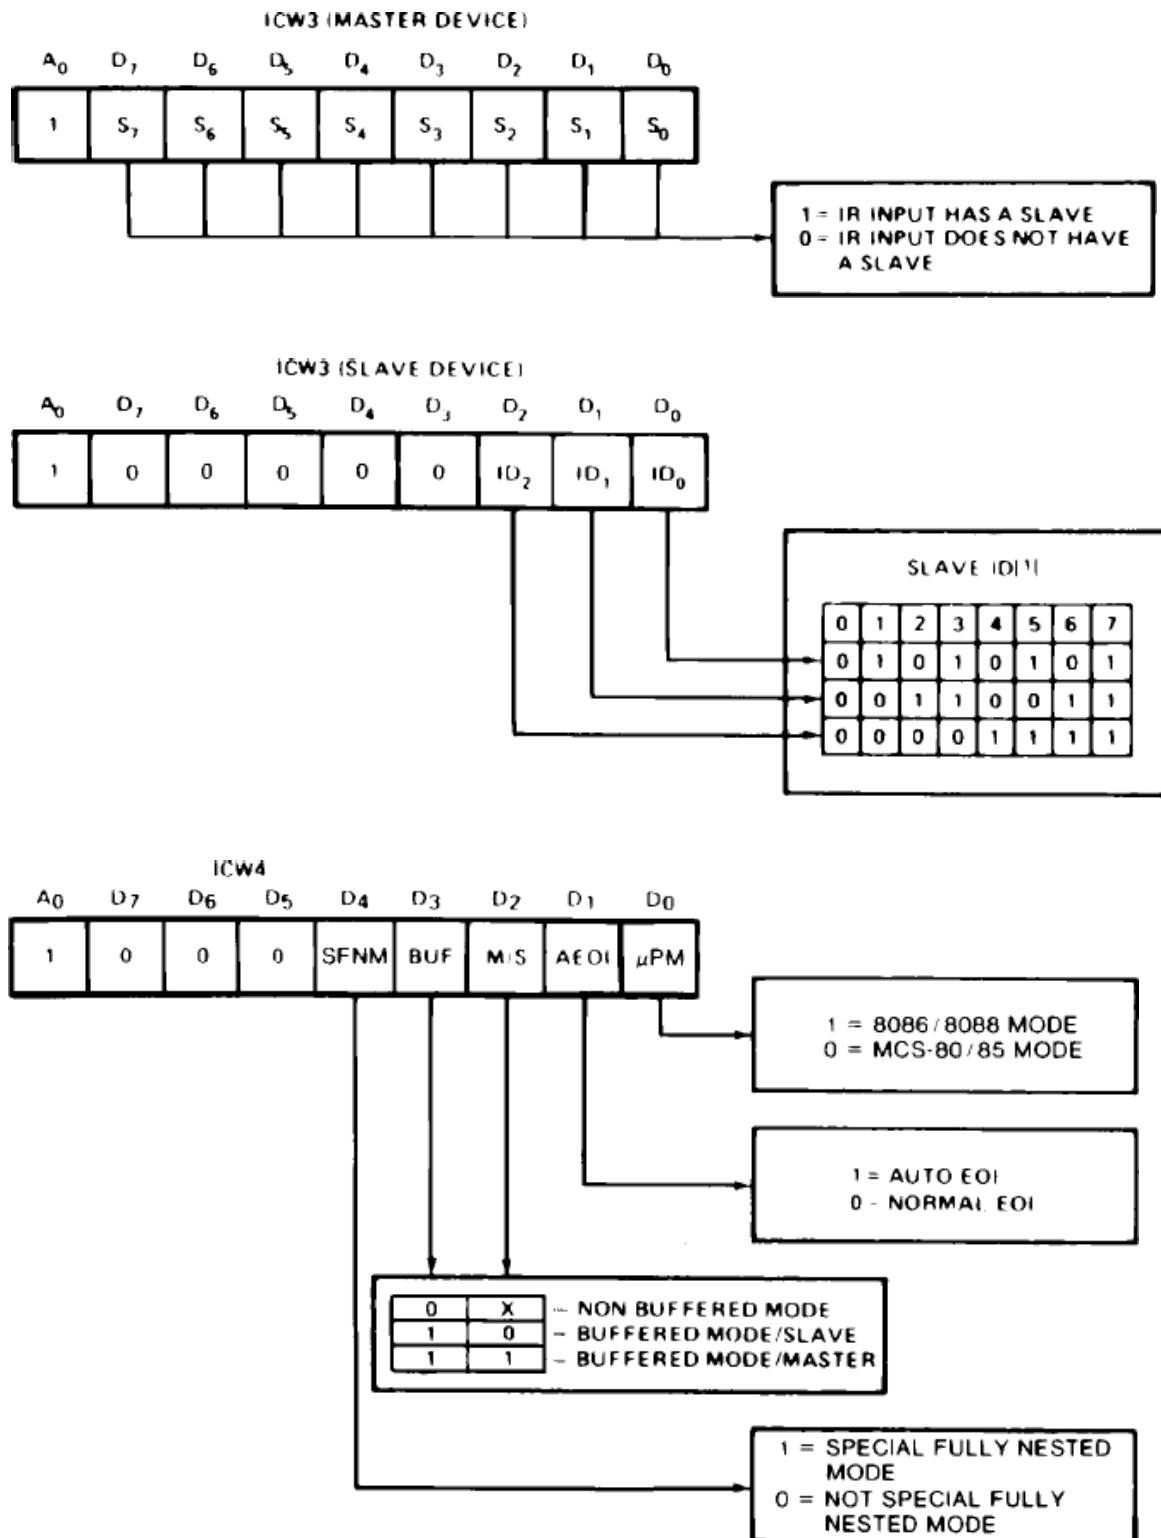 ICW3 (MASTER DEVICE)
A0 D7 D6 D5 D4 D3 D2 D1 D0
1 S7 S6 S5 S4 S3 S2 S1 S0
1 = IR INPUT HAS A SLAVE
0 = IR INPUT DOES NOT HAVE
A SLAVE
ICW3 (SLAVE DEVICE)
A0 D7 D6 D5 D4 D3 D2 D1 D0
1 0 0 0 0 0 ID2 ID1 ID0
SLAVE ID[1]
0 1 2 3 4 5 6 7
0 1 0 1 0 1 0 1
0 0 1 1 0 0 1 1
0 0 0 0 1 1 1 1
ICW4
A0 D7 D6 D5 D4 D3 D2 D1 D0
1 0 0 0 SFNM BUF M/S AEOI μPM
1 = 8086/8088 MODE
0 = MCS-80/85 MODE
1 = AUTO EOI
0 - NORMAL EOI
0 X – NON BUFFERED MODE
1 0 – BUFFERED MODE/SLAVE
1 1 – BUFFERED MODE/MASTER
1 = SPECIAL FULLY NESTED
MODE
0 = NOT SPECIAL FULLY
NESTED MODE